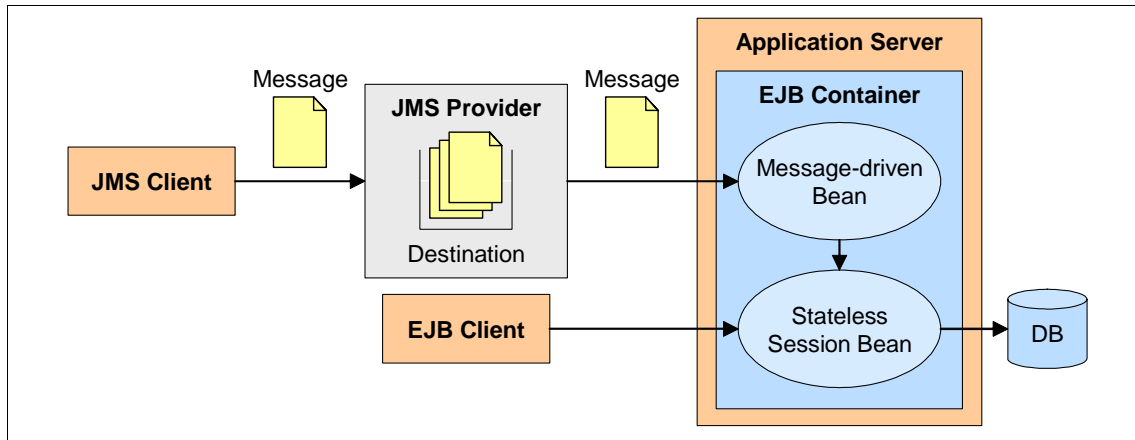 Application Server
Message
Message
EJB Container
JMS Provider
JMS Client
Message-driven
Bean
Destination
EJB Client
Stateless
Session Bean
DB